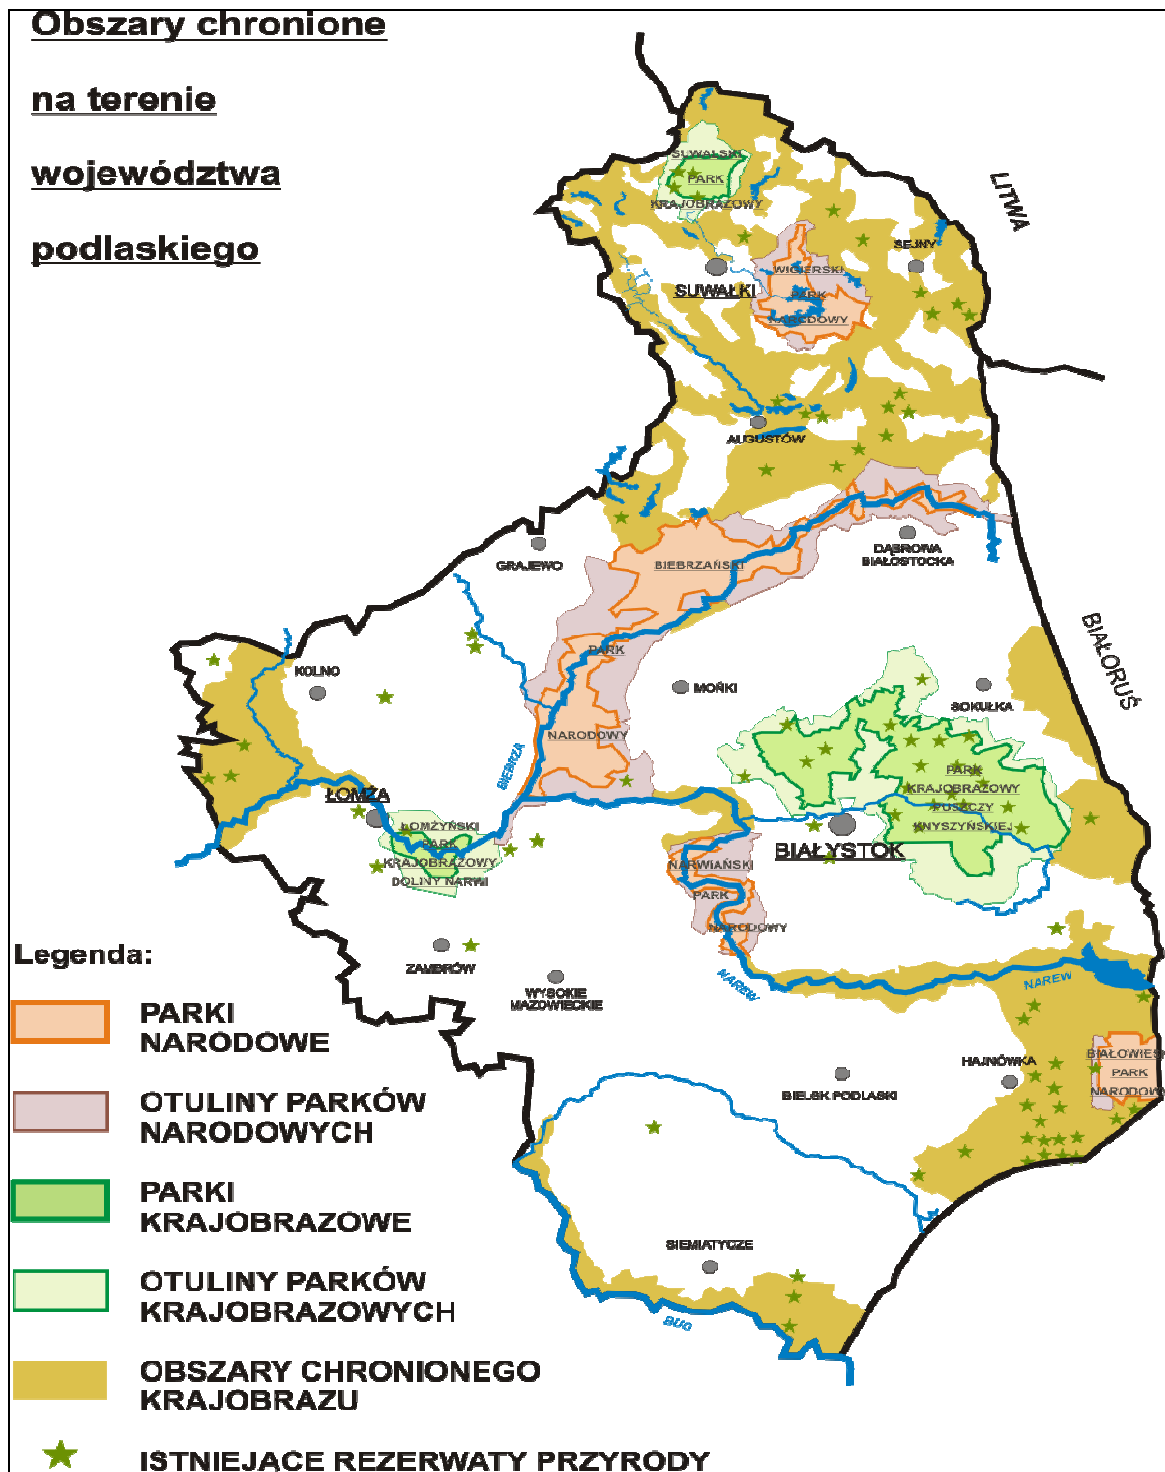 Obszary chronione
na terenie
województwa
podlaskiego
LITWA
SUWALSKI
PARK
KRAJOBRAZOWY
SEJNY
SUWAŁKI
WIGIERSKI
PARK
NARODOWY
AUGUSTÓW
GRAJEWO
DĄBROWA
BIAŁOSTOCKA
BIEBRZAŃSKI
PARK
NARODOWY
BIAŁORUŚ
KOLNO
MOŃKI
SOKÓŁKA
BIEBRZA
ŁOMŻA
PARK
KRAJOBRAZOWY
PUSZCZY
KNYSZYŃSKIEJ
ŁOMŻYŃSKI
PARK
KRAJOBRAZOWY
DOLINY NARWI
BIAŁYSTOK
NARWIAŃSKI
PARK
NARODOWY
ZAMBRÓW
WYSOKIE
MAZOWIECKIE
NAREW
NAREW
HAJNÓWKA
BIAŁOWIES
PARK
NARODOW
BIELSK PODLASKI
SIEMIATYCZE
BUG
Legenda:
PARKI
NARODOWE
OTULINY PARKÓW
NARODOWYCH
PARKI
KRAJOBRAZOWE
OTULINY PARKÓW
KRAJOBRAZOWYCH
OBSZARY CHRONIONEGO
KRAJOBRAZU
ISTNIEJĄCE REZERWATY PRZYRODY